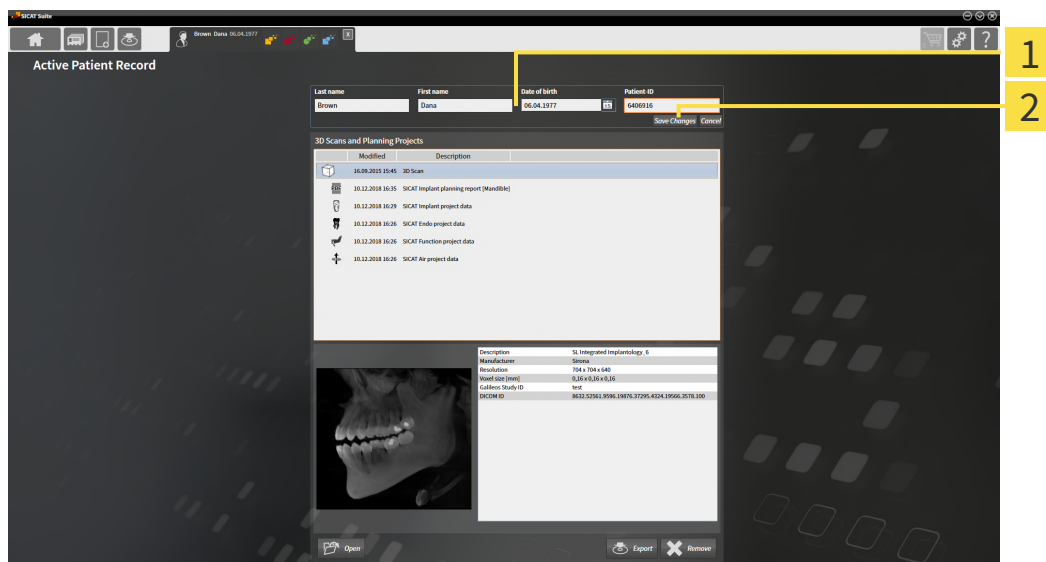 SICAT Suite
Brown Dana 06.04.1977
X
?
1
Active Patient Record
Last name First name Date of birth Patient-ID
Brown Dana 06.04.1977 15 6406916
2
Save Changes Cancel
3D Scans and Planning Projects
Modified Description
16.09.2015 15:45 3D Scan
10.12.2018 16:35 SICAT Implant planning report [Mandible]
10.12.2018 16:29 SICAT Implant project data
10.12.2018 16:26 SICAT Endo project data
10.12.2018 16:26 SICAT Function project data
10.12.2018 16:26 SICAT Air project data
Description SL Integrated Implantology_6
Manufacturer Sirona
Resolution 704 x 704 x 640
Voxel size [mm] 0,16 x 0,16 x 0,16
Galileos Study ID test
DICOM ID 8632.52561.9596.19876.37295.4324.19566.3578.100
Open Export Remove